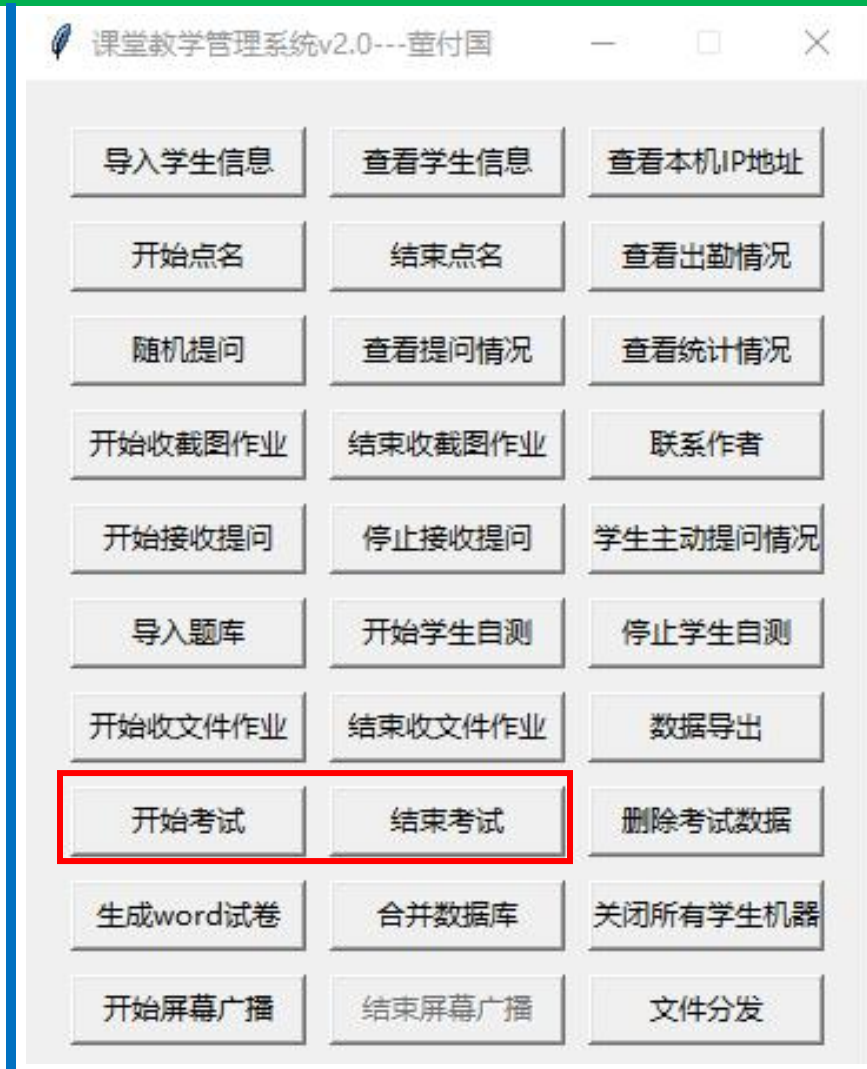 课堂教学管理系统v2.0---董付国
导入学生信息 查看学生信息 查看本机IP地址
开始点名 结束点名 查看出勤情况
随机提问 查看提问情况 查看统计情况
开始收截图作业 结束收截图作业 联系作者
开始接收提问 停止接收提问 学生主动提问情况
导入题库 开始学生自测 停止学生自测
开始收文件作业 结束收文件作业 数据导出
开始考试 结束考试 删除考试数据
生成word试卷 合并数据库 关闭所有学生机器
开始屏幕广播 结束屏幕广播 文件分发